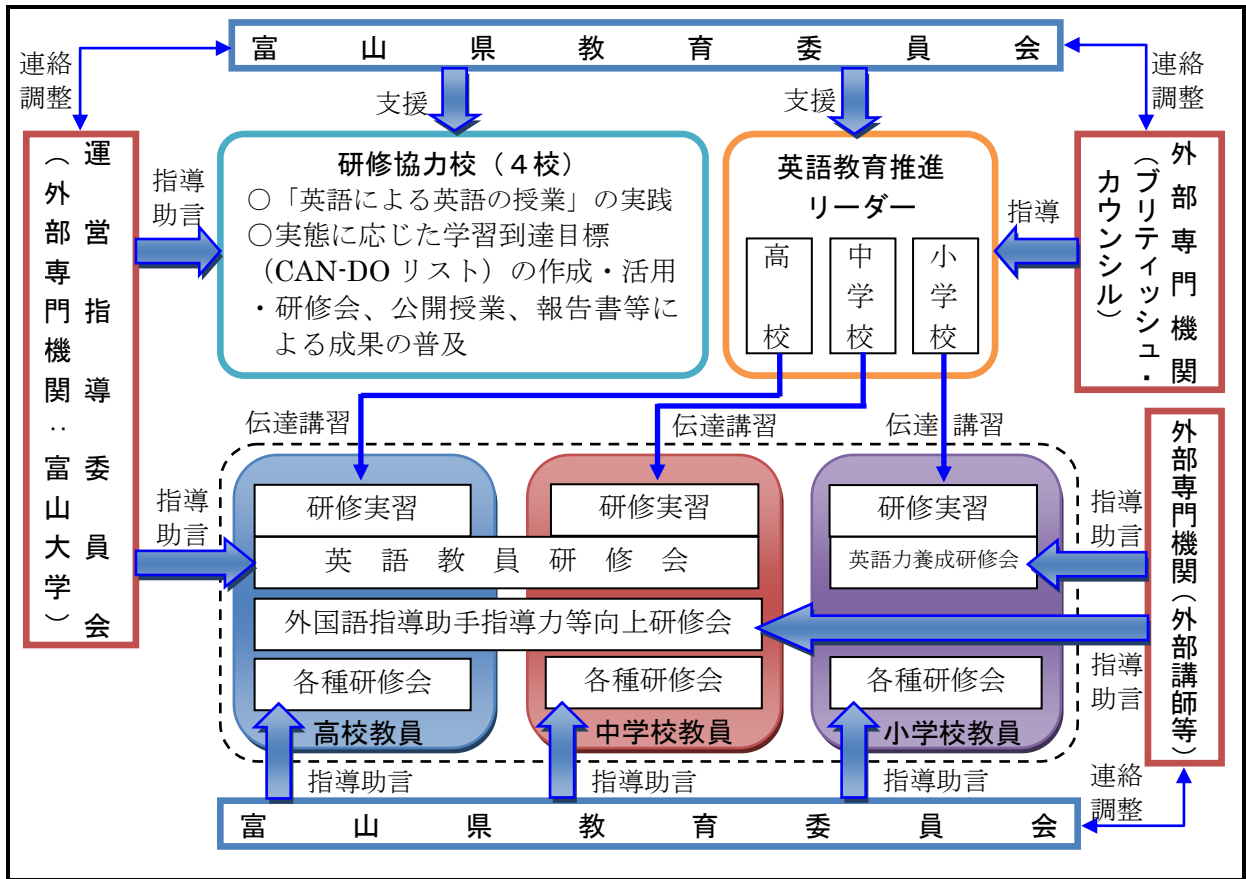 富山県教育委員会
連絡
調整
支援
支援
連絡
調整
運営指導委員会
（外部専門機関：富山大学）
指導
助言
研修協力校（４校）
○「英語による英語の授業」の実践
○実態に応じた学習到達目標
（CAN-DO リスト）の作成・活用
・研修会、公開授業、報告書等に
よる成果の普及
英語教育推進
リーダー
高校
中学校
小学校
指導
外部専門機関
（ブリティッシュ・
カウンシル）
伝達講習
伝達講習
伝達講習
指導
助言
研修実習
研修実習
研修実習
英語教員研修会
英語力養成研修会
外国語指導助手指導力等向上研修会
各種研修会
各種研修会
各種研修会
高校教員
中学校教員
小学校教員
指導
助言
指導
助言
外部専門機関（外部講師等）
指導助言
指導助言
指導助言
連絡
調整
富山県教育委員会